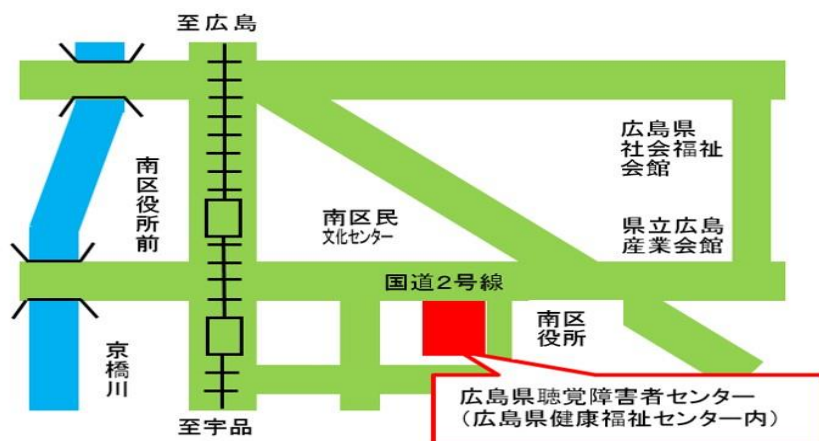 至広島
広島県
社会福祉
会館
南区役所前
南区民
文化センター
県立広島
産業会館
国道2号線
南区
役所
京橋川
広島県聴覚障害者センター
（広島県健康福祉センター内）
至宇品